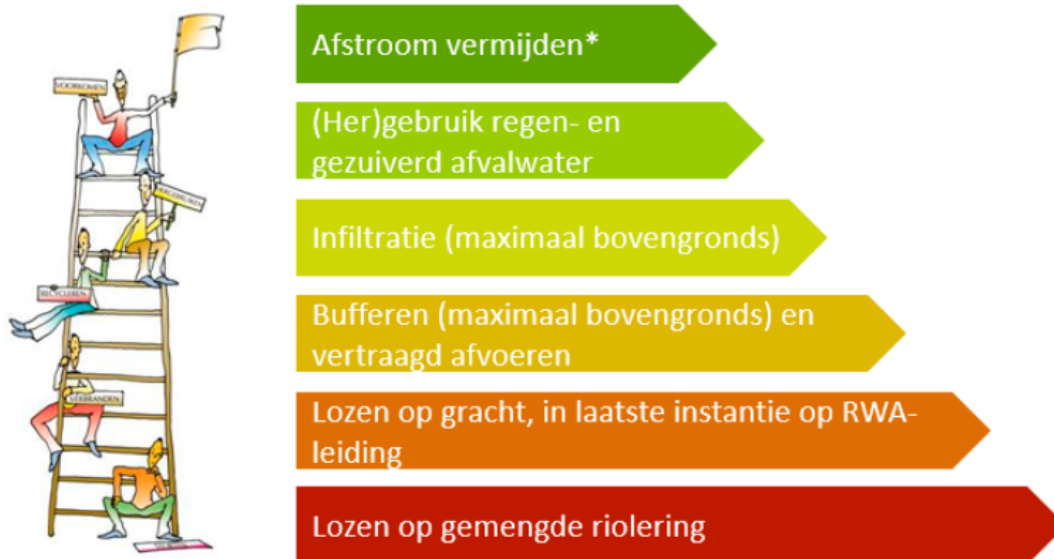 Afstroom vermijden*
(Her)gebruik regen- en
gezuiverd afvalwater
Infiltratie (maximaal bovengronds)
Bufferen (maximaal bovengronds) en
vertraagd afvoeren
Lozen op gracht, in laatste instantie op RWA-
leiding
Lozen op gemengde riolering
VOORKOMEN
RECYCLEREN
VERBRANDEN